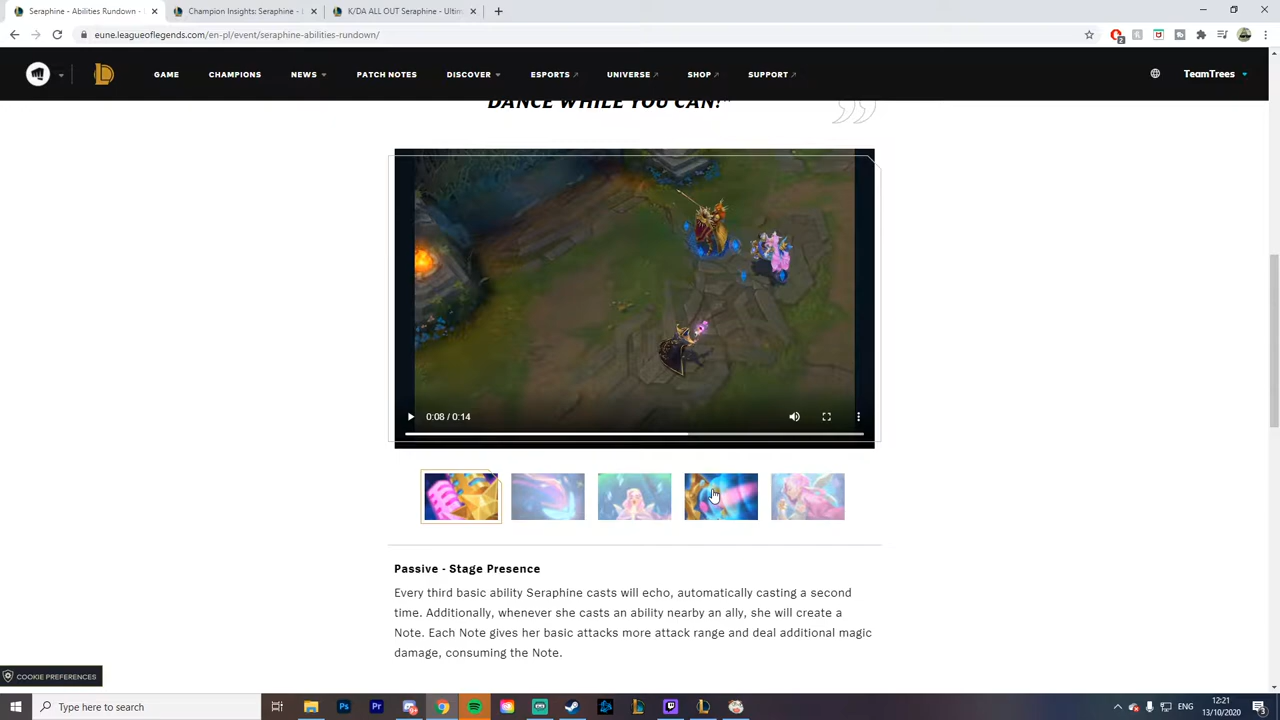 Seraphine - Abilities Rundown -
Champion Insights: Seraphine -
K/DA ALL OUT Seraphine - Ultim
eune.leagueoflegends.com/en-pl/event/seraphine-abilities-rundown/
2
GAME CHAMPIONS NEWS PATCH NOTES DISCOVER ESPORTS UNIVERSE SHOP SUPPORT TeamTrees
DANCE WHILE YOU CAN!"
0:08 / 0:14
Passive - Stage Presence
Every third basic ability Seraphine casts will echo, automatically casting a second
time. Additionally, whenever she casts an ability nearby an ally, she will create a
Note. Each Note gives her basic attacks more attack range and deal additional magic
damage, consuming the Note.
COOKIE PREFERENCES
Type here to search
Ps
Pr
ENG
12:21
13/10/2020